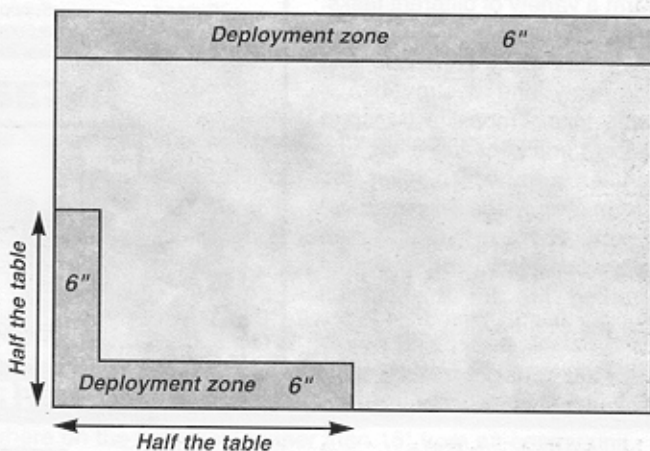 Deployment zone 6"
6"
Half the table
Deployment zone 6"
Half the table